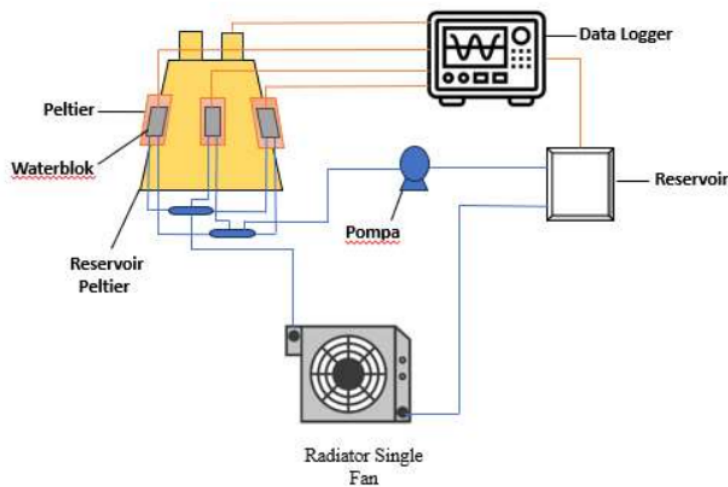 Data Logger
Peltier
Waterblok
Reservoir
Pompa
Reservoir
Peltier
Radiator Single
Fan